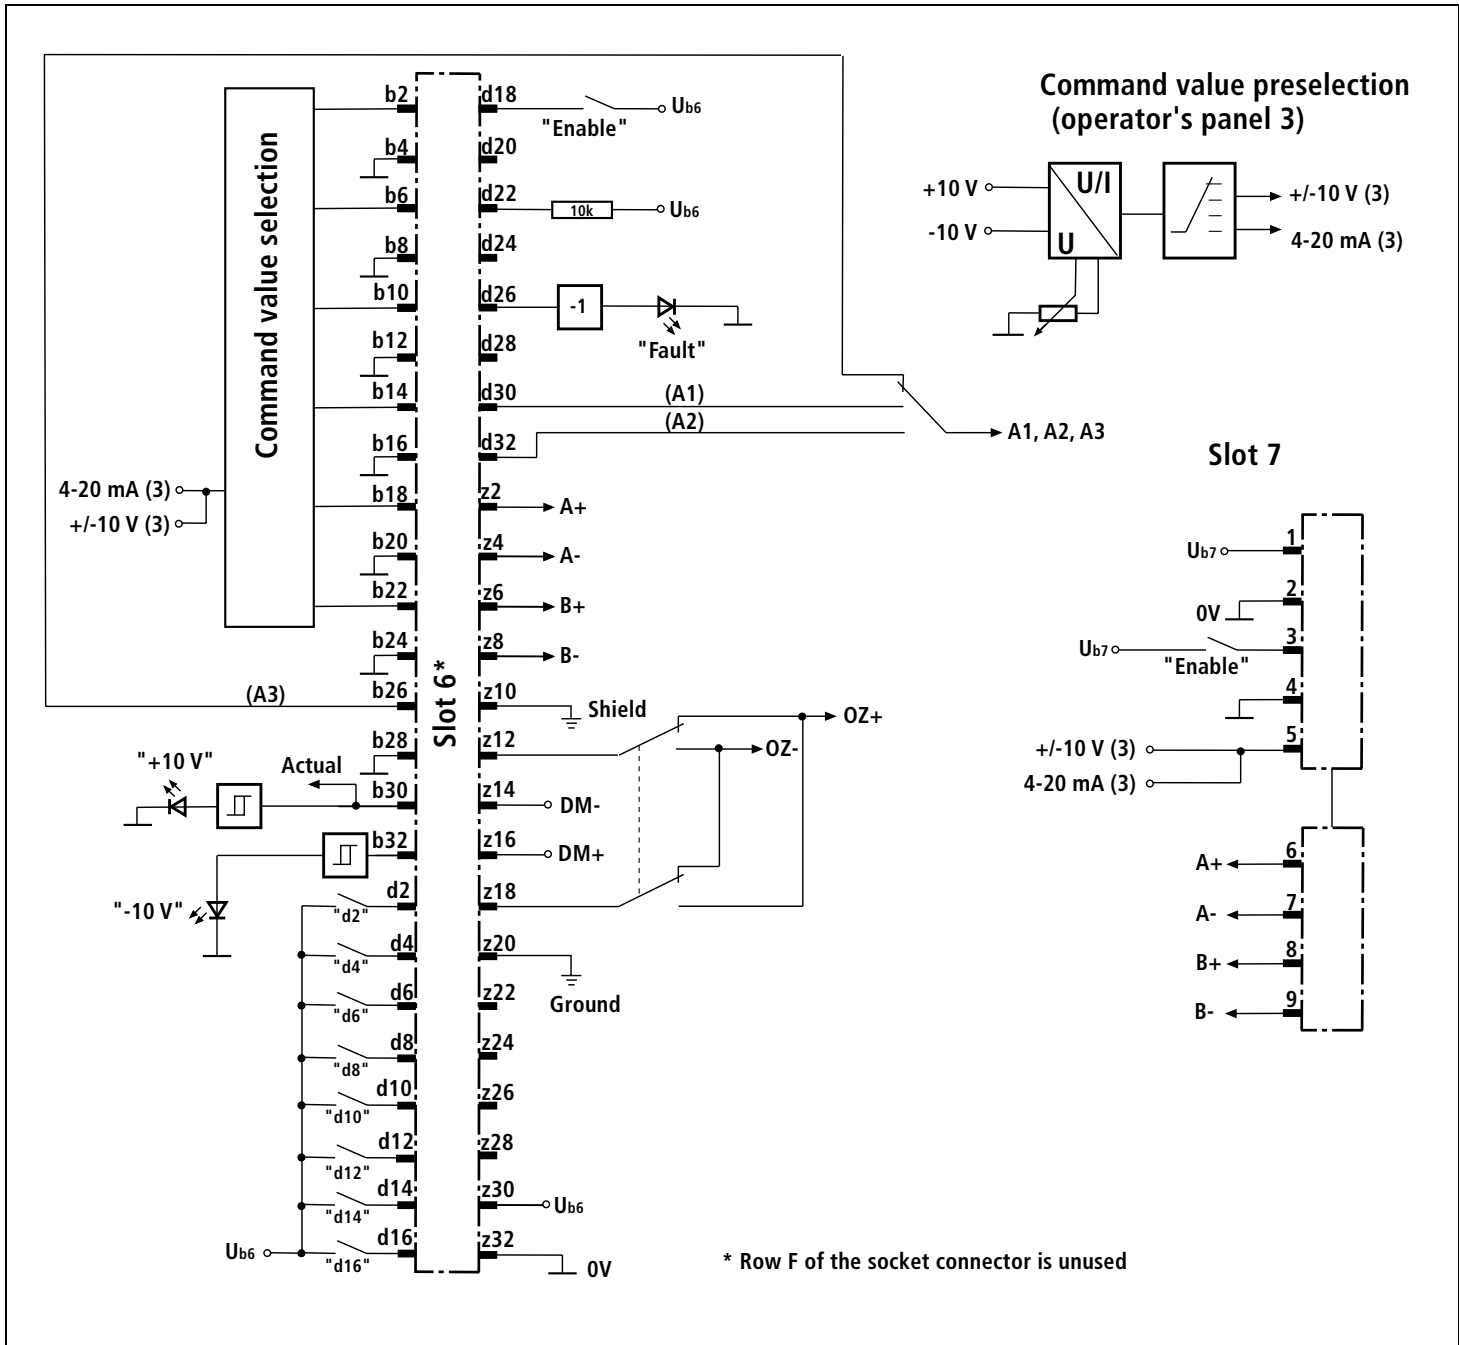 Command value preselection
(operator's panel 3)
+10 V
-10 V
U/I
U
+/-10 V (3)
4-20 mA (3)
Command value selection
4-20 mA (3)
+/-10 V (3)
Slot 6*
b2
b4
b6
b8
b10
b12
b14
b16
b18
b20
b22
b24
b26
(A3)
b28
b30
Actual
"+10 V"
b32
"-10 V"
d2
"d2"
d4
"d4"
d6
"d6"
d8
"d8"
d10
"d10"
d12
"d12"
d14
"d14"
d16
"d16"
Ub6
d18
"Enable"
Ub6
d20
d22
10k
Ub6
d24
d26
-1
"Fault"
d28
d30
(A1)
d32
(A2)
A1, A2, A3
z2
A+
z4
A-
z6
B+
z8
B-
z10
Shield
z12
OZ+
OZ-
z14
DM-
z16
DM+
z18
z20
Ground
z22
z24
z26
z28
z30
Ub6
z32
0V
Slot 7
1
Ub7
2
0V
3
Ub7
"Enable"
4
5
+/-10 V (3)
4-20 mA (3)
6
A+
7
A-
8
B+
9
B-
* Row F of the socket connector is unused